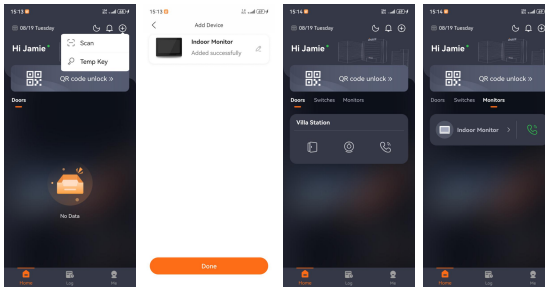 15:13
08/19 Tuesday
Scan
Temp Key
Hi Jamie
QR code unlock »
Doors
No Data
Home
Log
Me
15:13
Add Device
Indoor Monitor
Added successfully
Done
15:14
08/19 Tuesday
Hi Jamie
QR code unlock »
Doors Switches Monitors
Villa Station
Home
Log
Me
15:14
08/19 Tuesday
Hi Jamie
QR code unlock »
Doors Switches Monitors
Indoor Monitor >
Home
Log
Me